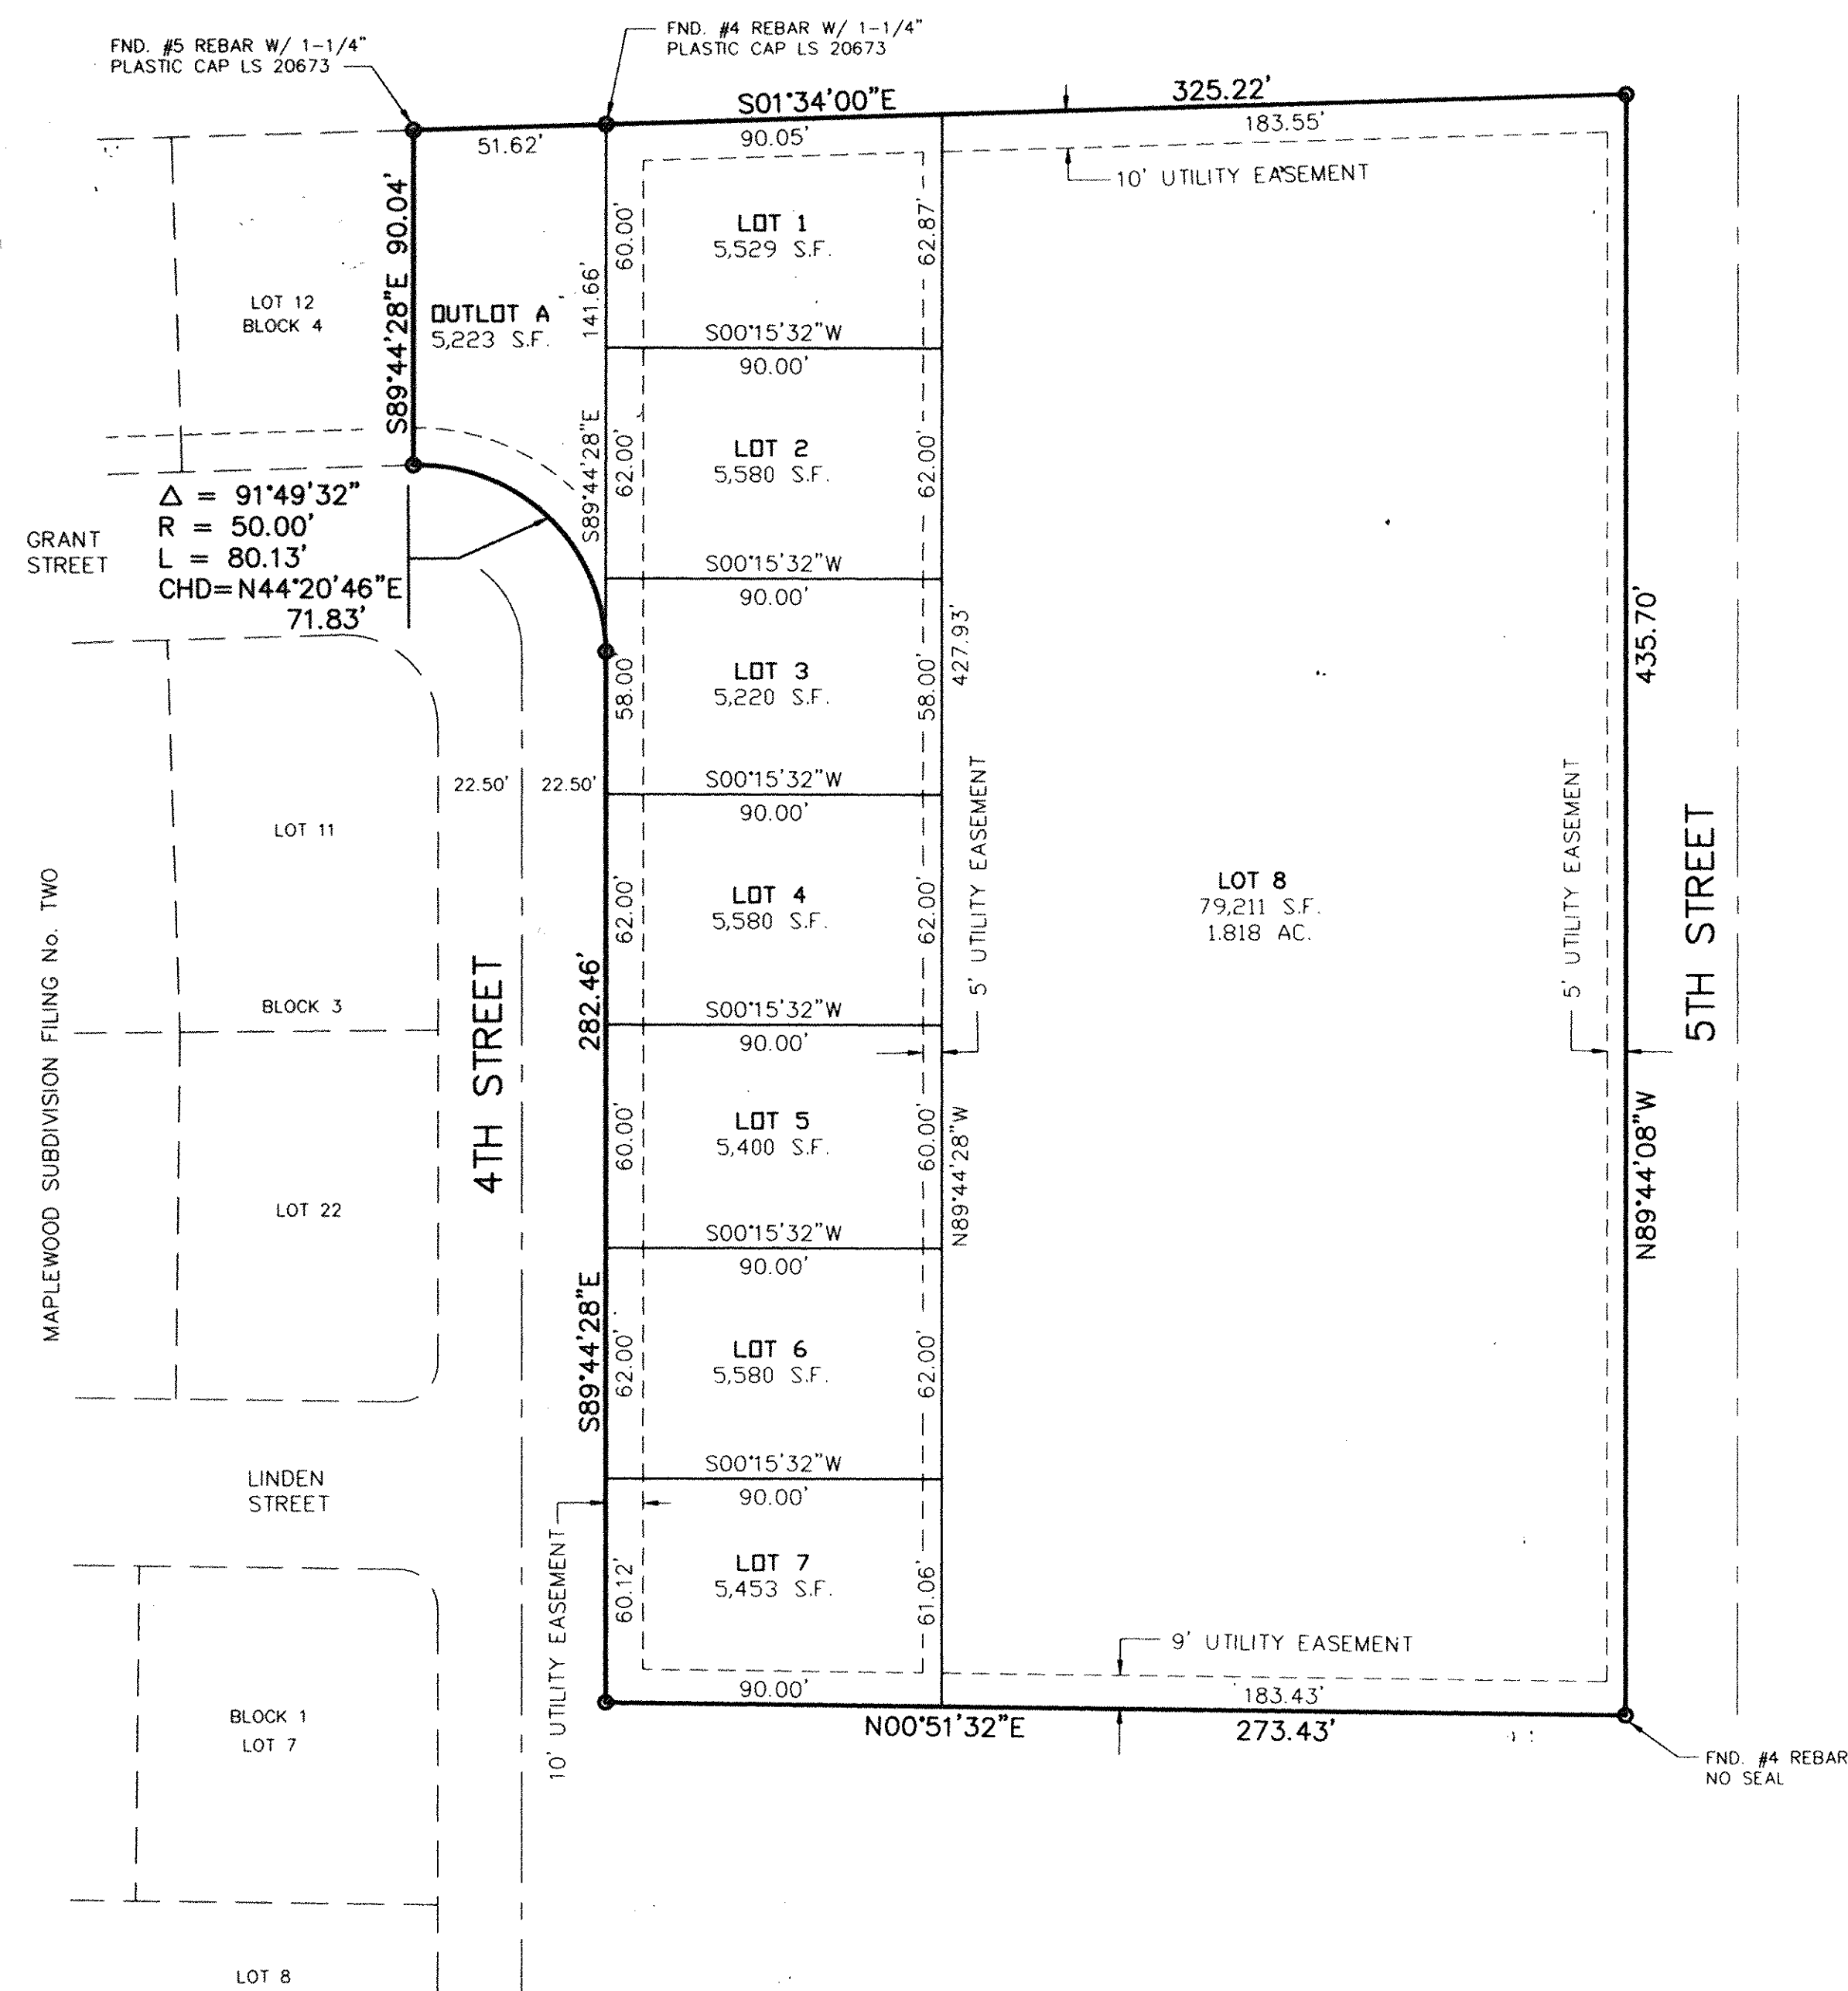 FND. #5 REBAR W/ 1-1/4"
PLASTIC CAP LS 20673
FND. #4 REBAR W/ 1-1/4"
PLASTIC CAP LS 20673
S01°34'00"E
325.22'
51.62'
90.05'
183.55'
10' UTILITY EASEMENT
S89°44'28"E 90.04'
LOT 12
BLOCK 4
OUTLOT A
5,223 S.F.
141.66'
S89°44'28"E
60.00'
LOT 1
5,529 S.F.
62.87'
S00°15'32"W
90.00'
62.00'
LOT 2
5,580 S.F.
62.00'
S00°15'32"W
90.00'
GRANT
STREET
Δ = 91°49'32"
R = 50.00'
L = 80.13'
CHD=N44°20'46"E
71.83'
58.00'
LOT 3
5,220 S.F.
58.00'
427.93'
435.70'
S00°15'32"W
90.00'
22.50'
22.50'
LOT 11
62.00'
LOT 4
5,580 S.F.
62.00'
5' UTILITY EASEMENT
LOT 8
79,211 S.F.
1.818 AC.
5' UTILITY EASEMENT
5TH STREET
MAPLEWOOD SUBDIVISION FILING No. TWO
BLOCK 3
4TH STREET
282.46'
S00°15'32"W
90.00'
60.00'
LOT 5
5,400 S.F.
60.00'
N89°44'28"W
N89°44'08"W
LOT 22
S00°15'32"W
90.00'
S89°44'28"E
62.00'
LOT 6
5,580 S.F.
62.00'
S00°15'32"W
90.00'
LINDEN
STREET
10' UTILITY EASEMENT
60.12'
LOT 7
5,453 S.F.
61.06'
9' UTILITY EASEMENT
90.00'
183.43'
N00°51'32"E
273.43'
BLOCK 1
LOT 7
FND. #4 REBAR
NO SEAL
LOT 8